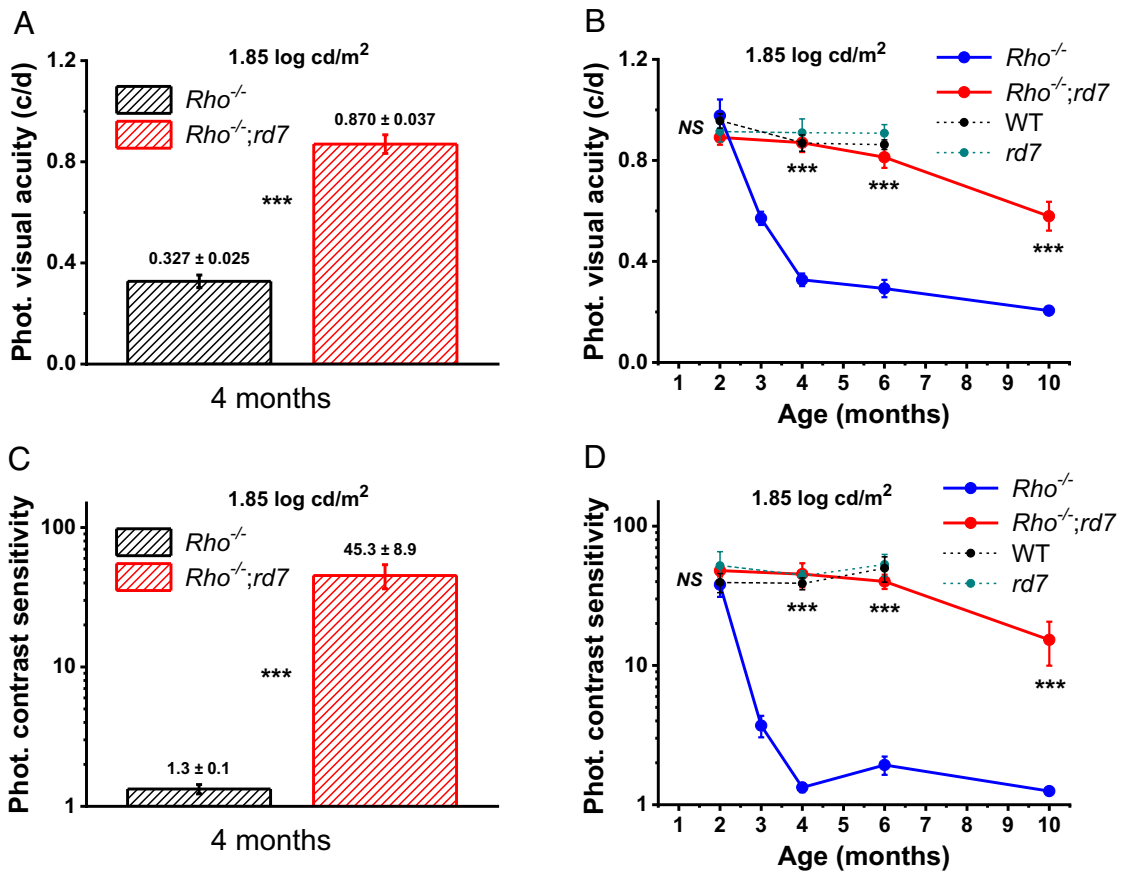 A
1.85 log cd/m²
Phot. visual acuity (c/d)
1.2
0.8
0.4
0.0
Rho-/-
Rho-/-;rd7
0.870 ± 0.037
***
0.327 ± 0.025
4 months
B
1.85 log cd/m²
Phot. visual acuity (c/d)
1.2
0.8
0.4
0.0
Rho-/-
Rho-/-;rd7
WT
rd7
NS
***
***
***
1 2 3 4 5 6 7 8 9 10
Age (months)
C
1.85 log cd/m²
Phot. contrast sensitivity
100
10
1
Rho-/-
Rho-/-;rd7
45.3 ± 8.9
***
1.3 ± 0.1
4 months
D
1.85 log cd/m²
Phot. contrast sensitivity
100
10
1
Rho-/-
Rho-/-;rd7
WT
rd7
NS
***
***
***
1 2 3 4 5 6 7 8 9 10
Age (months)